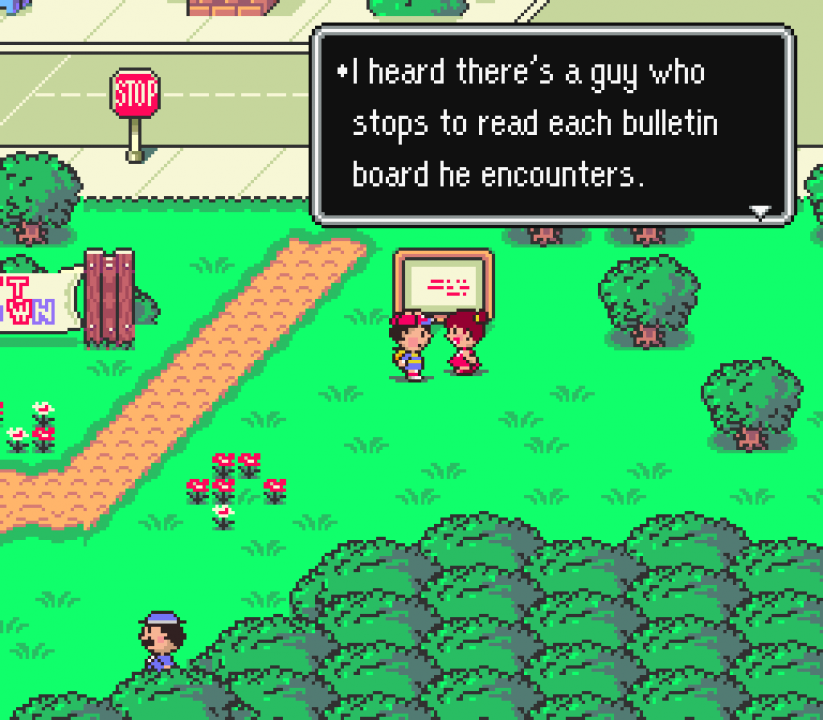 STOP
•I heard there's a guy who
stops to read each bulletin
board he encounters.